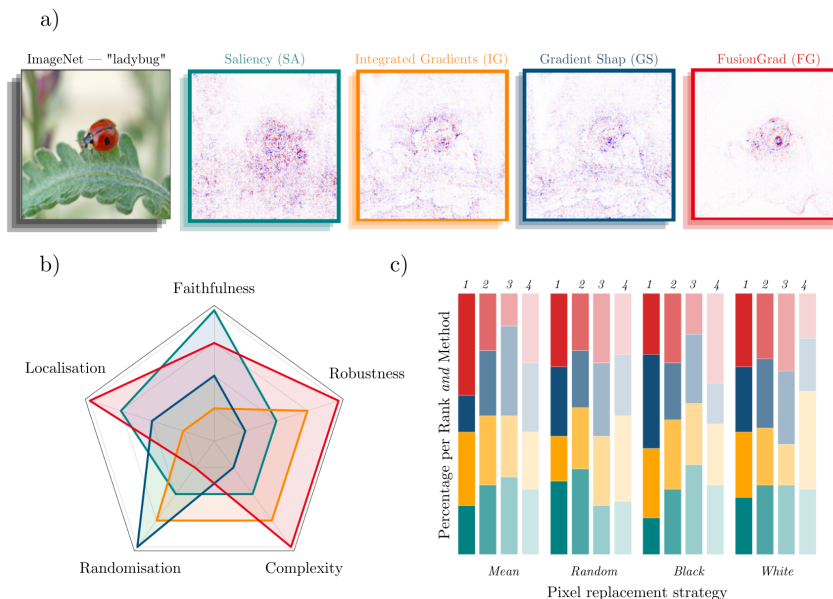 a)
ImageNet — "ladybug"
Saliency (SA)
Integrated Gradients (IG)
Gradient Shap (GS)
FusionGrad (FG)
b)
Faithfulness
Localisation
Robustness
Randomisation
Complexity
c)
1 2 3 4 1 2 3 4 1 2 3 4 1 2 3 4
Percentage per Rank and Method
Mean Random Black White
Pixel replacement strategy